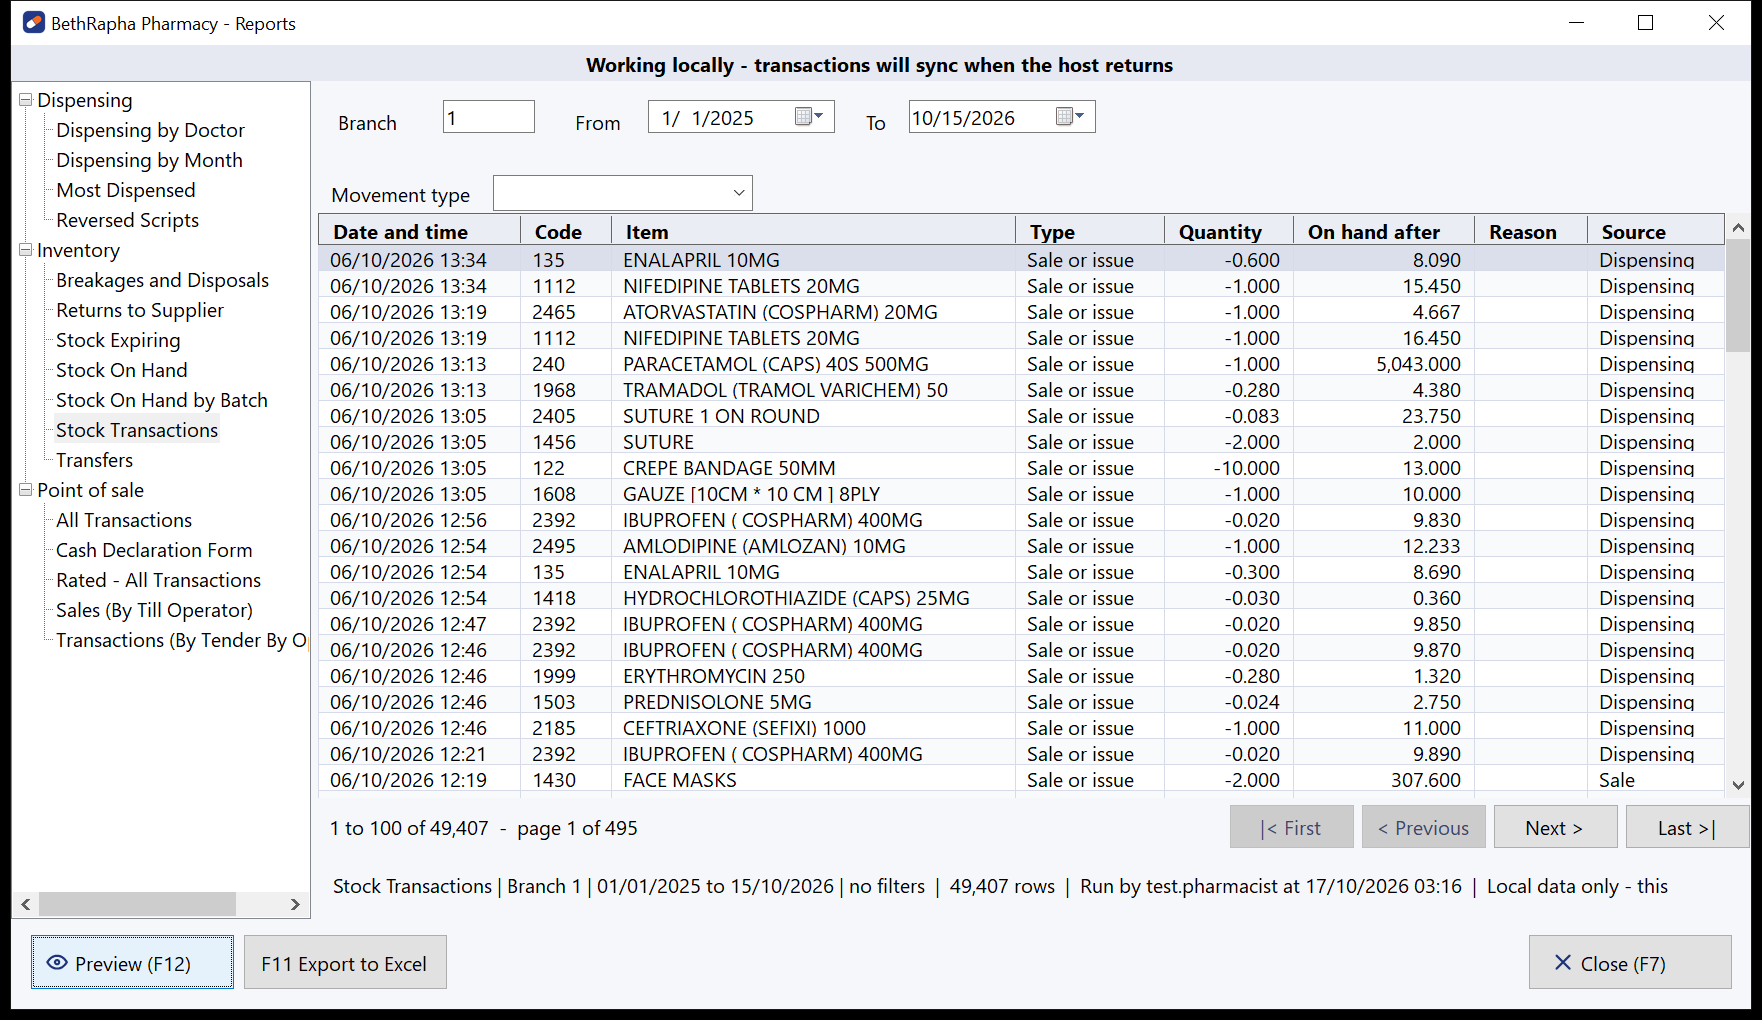 BethRapha Pharmacy - Reports
Working locally - transactions will sync when the host returns
Dispensing
Dispensing by Doctor
Dispensing by Month
Most Dispensed
Reversed Scripts
Inventory
Breakages and Disposals
Returns to Supplier
Stock Expiring
Stock On Hand
Stock On Hand by Batch
Stock Transactions
Transfers
Point of sale
All Transactions
Cash Declaration Form
Rated - All Transactions
Sales (By Till Operator)
Transactions (By Tender By O
Branch 1 From 1/ 1/2025 To 10/15/2026
Movement type
Date and time Code Item Type Quantity On hand after Reason Source
06/10/2026 13:34 135 ENALAPRIL 10MG Sale or issue -0.600 8.090 Dispensing
06/10/2026 13:34 1112 NIFEDIPINE TABLETS 20MG Sale or issue -1.000 15.450 Dispensing
06/10/2026 13:19 2465 ATORVASTATIN (COSPHARM) 20MG Sale or issue -1.000 4.667 Dispensing
06/10/2026 13:19 1112 NIFEDIPINE TABLETS 20MG Sale or issue -1.000 16.450 Dispensing
06/10/2026 13:13 240 PARACETAMOL (CAPS) 40S 500MG Sale or issue -1.000 5,043.000 Dispensing
06/10/2026 13:13 1968 TRAMADOL (TRAMOL VARICHEM) 50 Sale or issue -0.280 4.380 Dispensing
06/10/2026 13:05 2405 SUTURE 1 ON ROUND Sale or issue -0.083 23.750 Dispensing
06/10/2026 13:05 1456 SUTURE Sale or issue -2.000 2.000 Dispensing
06/10/2026 13:05 122 CREPE BANDAGE 50MM Sale or issue -10.000 13.000 Dispensing
06/10/2026 13:05 1608 GAUZE [10CM * 10 CM ] 8PLY Sale or issue -1.000 10.000 Dispensing
06/10/2026 12:56 2392 IBUPROFEN ( COSPHARM) 400MG Sale or issue -0.020 9.830 Dispensing
06/10/2026 12:54 2495 AMLODIPINE (AMLOZAN) 10MG Sale or issue -1.000 12.233 Dispensing
06/10/2026 12:54 135 ENALAPRIL 10MG Sale or issue -0.300 8.690 Dispensing
06/10/2026 12:54 1418 HYDROCHLOROTHIAZIDE (CAPS) 25MG Sale or issue -0.030 0.360 Dispensing
06/10/2026 12:47 2392 IBUPROFEN ( COSPHARM) 400MG Sale or issue -0.020 9.850 Dispensing
06/10/2026 12:46 2392 IBUPROFEN ( COSPHARM) 400MG Sale or issue -0.020 9.870 Dispensing
06/10/2026 12:46 1999 ERYTHROMYCIN 250 Sale or issue -0.280 1.320 Dispensing
06/10/2026 12:46 1503 PREDNISOLONE 5MG Sale or issue -0.024 2.750 Dispensing
06/10/2026 12:46 2185 CEFTRIAXONE (SEFIXI) 1000 Sale or issue -1.000 11.000 Dispensing
06/10/2026 12:21 2392 IBUPROFEN ( COSPHARM) 400MG Sale or issue -0.020 9.890 Dispensing
06/10/2026 12:19 1430 FACE MASKS Sale or issue -2.000 307.600 Sale
1 to 100 of 49,407 - page 1 of 495 |< First < Previous Next > Last >|
Stock Transactions | Branch 1 | 01/01/2025 to 15/10/2026 | no filters | 49,407 rows | Run by test.pharmacist at 17/10/2026 03:16 | Local data only - this
Preview (F12) F11 Export to Excel Close (F7)